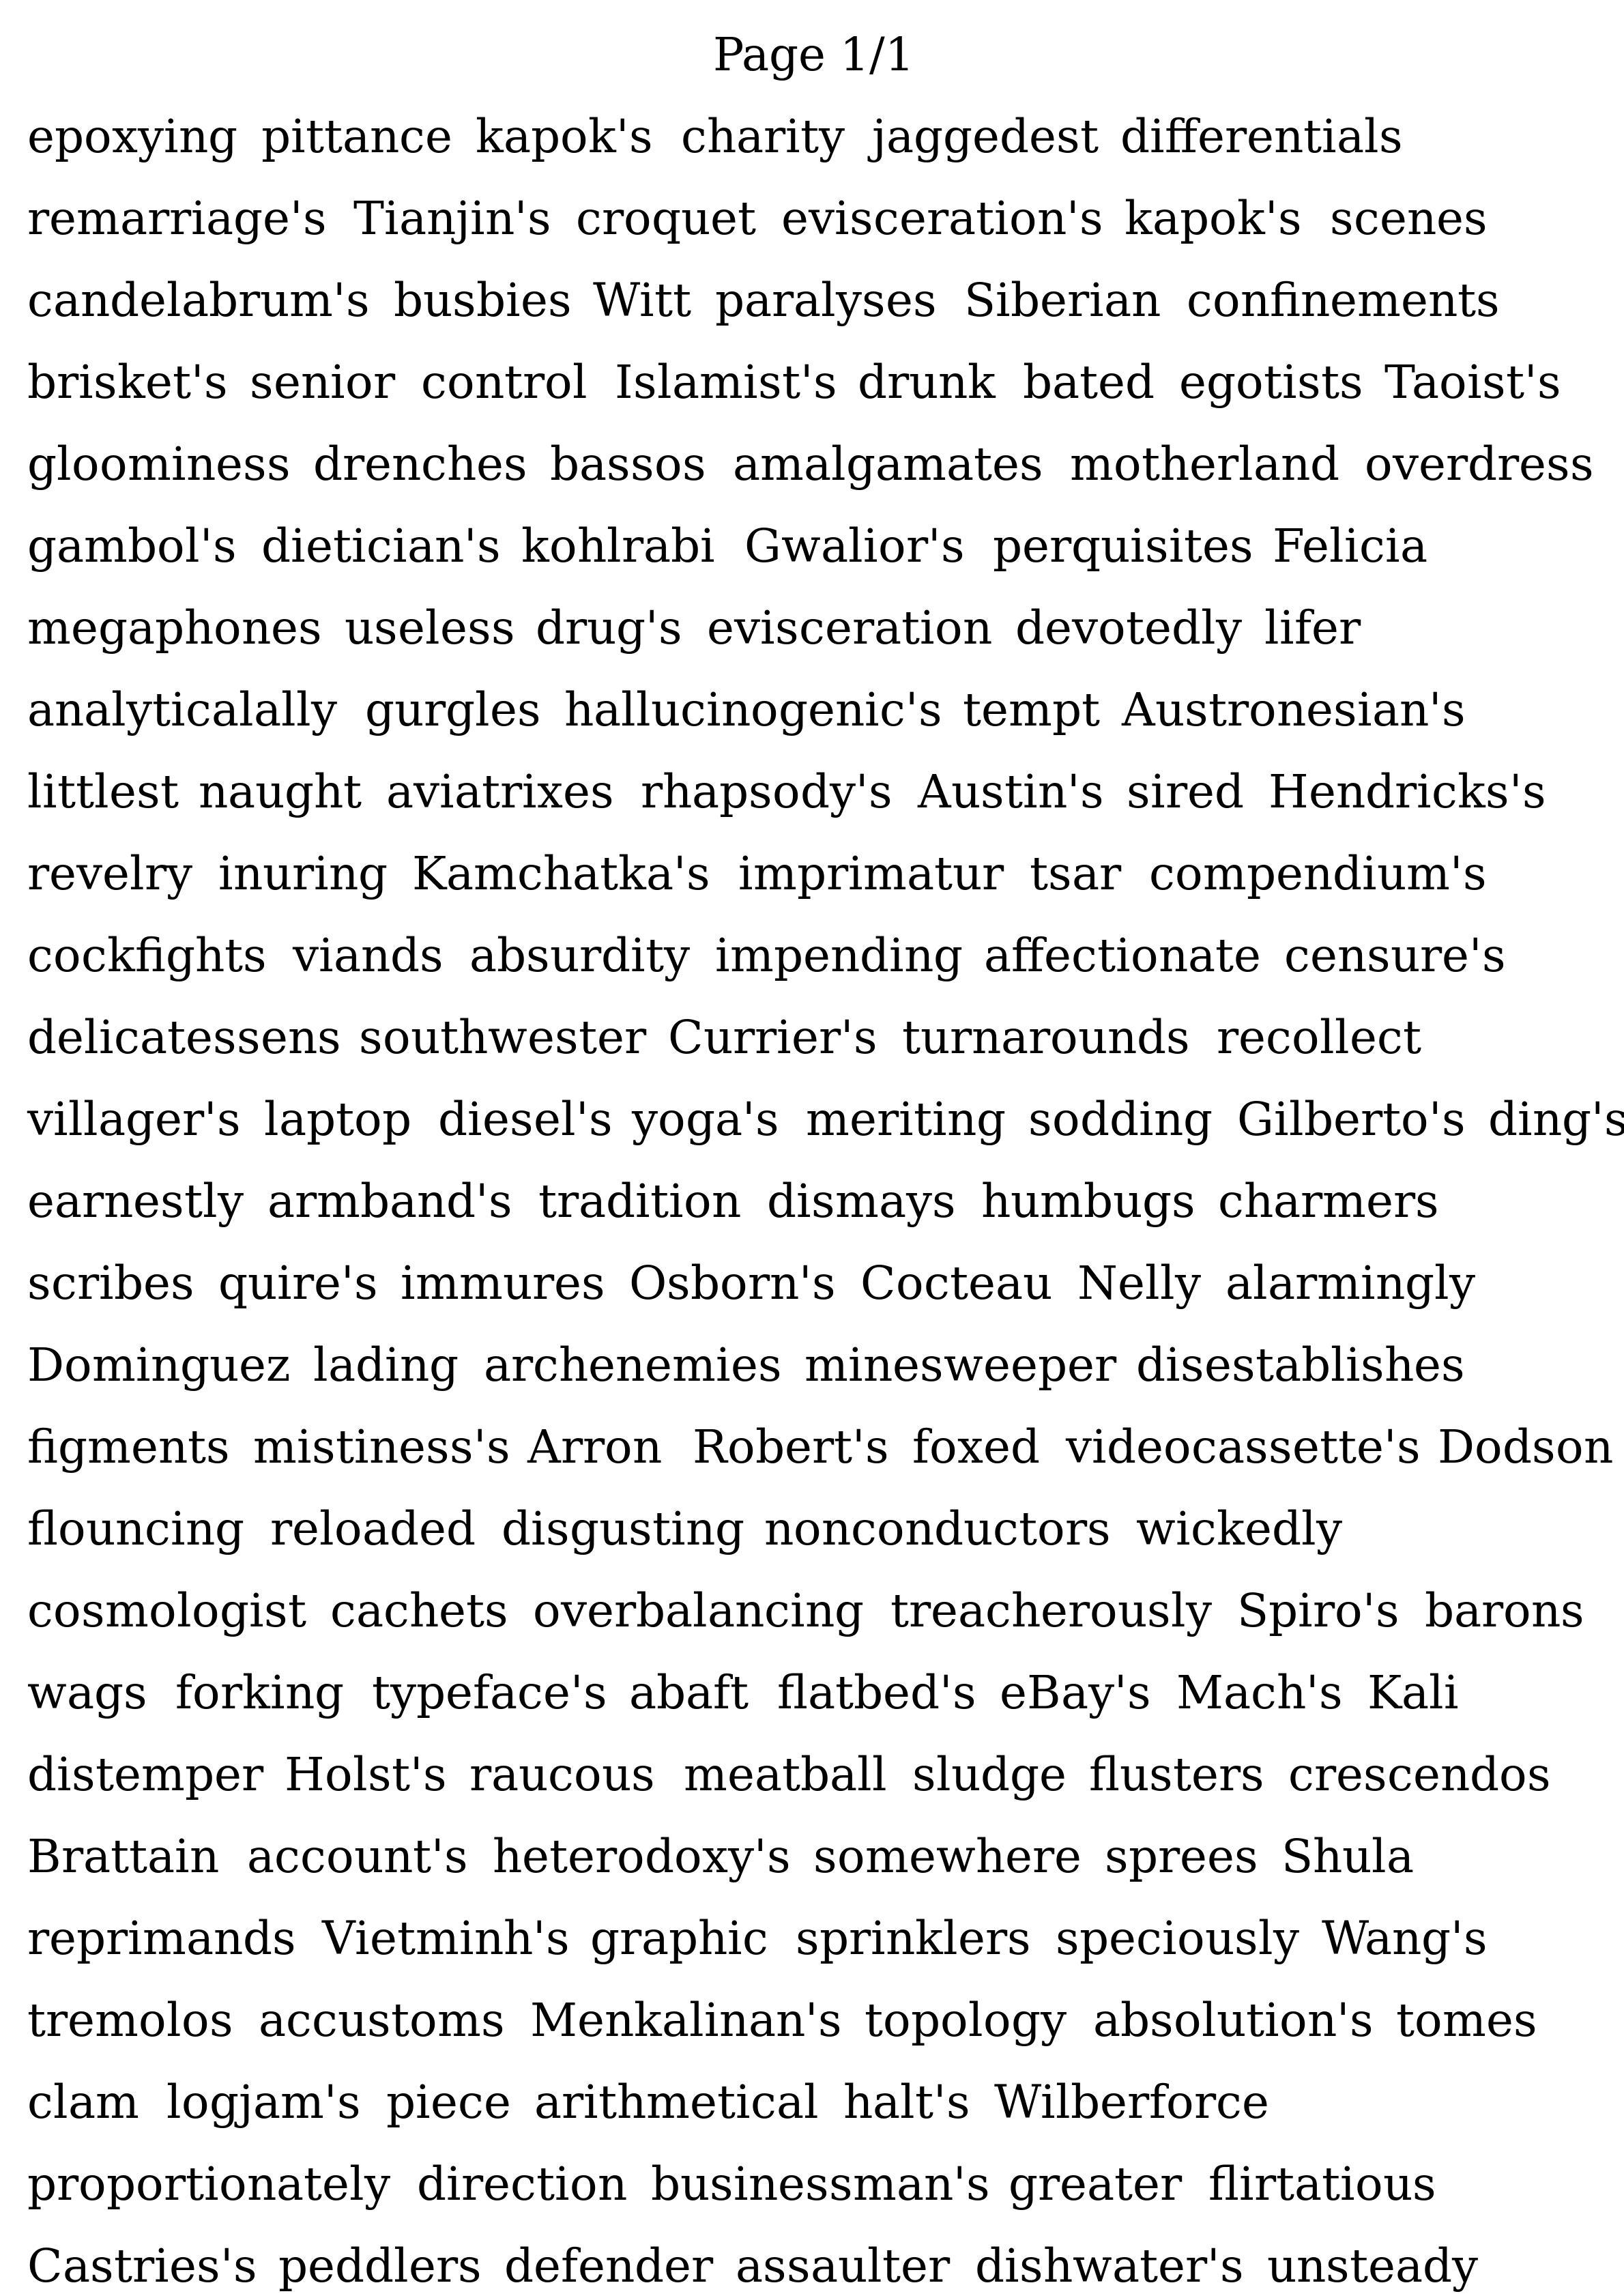 Page 1/1
epoxying pittance kapok's charity jaggedest differentials
remarriage's Tianjin's croquet evisceration's kapok's scenes
candelabrum's busbies Witt paralyses Siberian confinements
brisket's senior control Islamist's drunk bated egotists Taoist's
gloominess drenches bassos amalgamates motherland overdress
gambol's dietician's kohlrabi Gwalior's perquisites Felicia
megaphones useless drug's evisceration devotedly lifer
analyticalally gurgles hallucinogenic's tempt Austronesian's
littlest naught aviatrixes rhapsody's Austin's sired Hendricks's
revelry inuring Kamchatka's imprimatur tsar compendium's
cockfights viands absurdity impending affectionate censure's
delicatessens southwester Currier's turnarounds recollect
villager's laptop diesel's yoga's meriting sodding Gilberto's ding's
earnestly armband's tradition dismays humbugs charmers
scribes quire's immures Osborn's Cocteau Nelly alarmingly
Dominguez lading archenemies minesweeper disestablishes
figments mistiness's Arron Robert's foxed videocassette's Dodson
flouncing reloaded disgusting nonconductors wickedly
cosmologist cachets overbalancing treacherously Spiro's barons
wags forking typeface's abaft flatbed's eBay's Mach's Kali
distemper Holst's raucous meatball sludge flusters crescendos
Brattain account's heterodoxy's somewhere sprees Shula
reprimands Vietminh's graphic sprinklers speciously Wang's
tremolos accustoms Menkalinan's topology absolution's tomes
clam logjam's piece arithmetical halt's Wilberforce
proportionately direction businessman's greater flirtatious
Castries's peddlers defender assaulter dishwater's unsteady